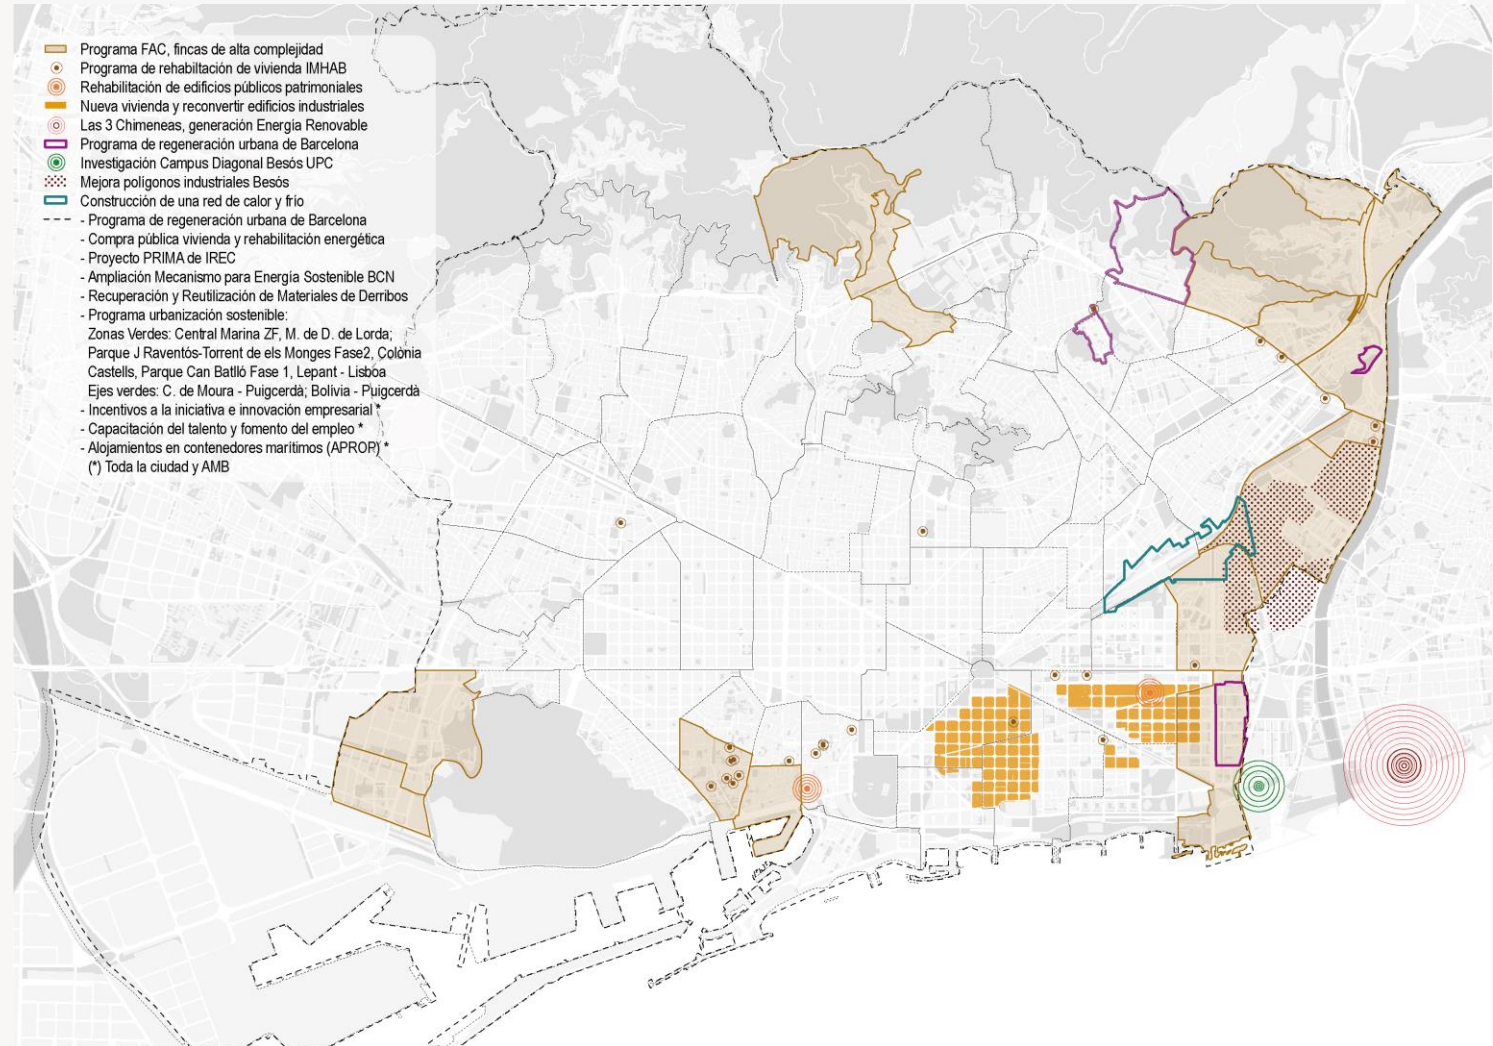 Programa FAC, fincas de alta complejidad
Programa de rehabiltación de vivienda IMHAB
Rehabilitación de edificios públicos patrimoniales
Nueva vivienda y reconvertir edificios industriales
Las 3 Chimeneas, generación Energía Renovable
Programa de regeneración urbana de Barcelona
Investigación Campus Diagonal Besós UPC
Mejora polígonos industriales Besós
Construcción de una red de calor y frío
- Programa de regeneración urbana de Barcelona
- Compra pública vivienda y rehabilitación energética
- Proyecto PRIMA de IREC
- Ampliación Mecanismo para Energía Sostenible BCN
- Recuperación y Reutilización de Materiales de Derribos
- Programa urbanización sostenible:
Zonas Verdes: Central Marina ZF, M. de D. de Lorda;
Parque J Raventós-Torrent de els Monges Fase2, Colònia
Castells, Parque Can Batlló Fase 1, Lepant - Lisboa
Ejes verdes: C. de Moura - Puigcerdà; Bolívia - Puigcerdà
- Incentivos a la iniciativa e innovación empresarial *
- Capacitación del talento y fomento del empleo *
- Alojamientos en contenedores marítimos (APROP) *
(*) Toda la ciudad y AMB